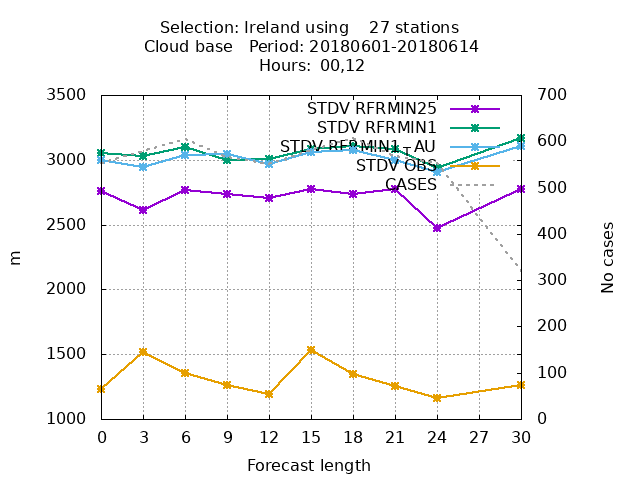 Selection: Ireland using    27 stations
Cloud base   Period: 20180601-20180614
Hours:  00,12
3500
3000
2500
2000
1500
1000
m
700
600
500
400
300
200
100
0
No cases
STDV RFRMIN25
STDV RFRMIN1
STDV RFRMIN1_TAU
STDV OBS
CASES
0 3 6 9 12 15 18 21 24 27 30
Forecast length